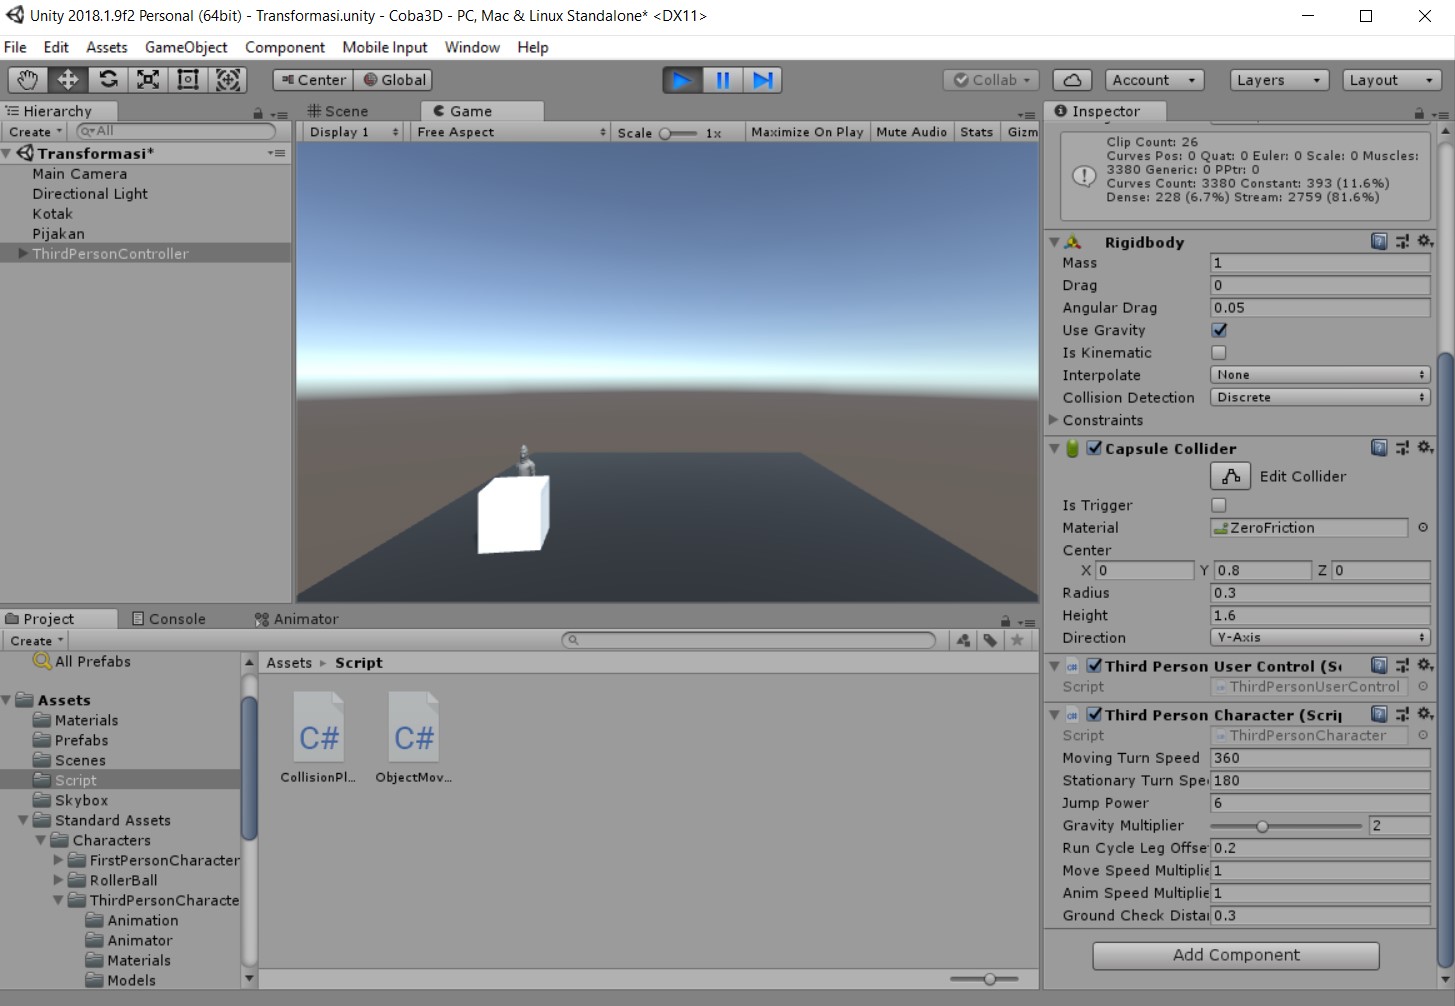 Unity 2018.1.9f2 Personal (64bit) - Transformasi.unity - Coba3D - PC, Mac & Linux Standalone* <DX11>
File Edit Assets GameObject Component Mobile Input Window Help
Center Global Collab Account Layers Layout
Hierarchy
Create All
Transformasi*
Main Camera
Directional Light
Kotak
Pijakan
ThirdPersonController
Scene Game
Display 1 Free Aspect Scale 1x Maximize On Play Mute Audio Stats Gizm
Inspector
Clip Count: 26
Curves Pos: 0 Quat: 0 Euler: 0 Scale: 0 Muscles:
3380 Generic: 0 PPtr: 0
Curves Count: 3380 Constant: 393 (11.6%)
Dense: 228 (6.7%) Stream: 2759 (81.6%)
Rigidbody
Mass 1
Drag 0
Angular Drag 0.05
Use Gravity
Is Kinematic
Interpolate None
Collision Detection Discrete
Constraints
Capsule Collider
Edit Collider
Is Trigger
Material ZeroFriction
Center
X 0 Y 0.8 Z 0
Radius 0.3
Height 1.6
Direction Y-Axis
Third Person User Control (Sc
Script ThirdPersonUserControl
Third Person Character (Scrip
Script ThirdPersonCharacter
Moving Turn Speed 360
Stationary Turn Spe 180
Jump Power 6
Gravity Multiplier 2
Run Cycle Leg Offse 0.2
Move Speed Multiplie 1
Anim Speed Multiplie 1
Ground Check Dista 0.3
Add Component
Project Console Animator
Create
All Prefabs
Assets
Materials
Prefabs
Scenes
Script
Skybox
Standard Assets
Characters
FirstPersonCharacter
RollerBall
ThirdPersonCharacte
Animation
Animator
Materials
Models
Assets Script
C# C#
CollisionPl... ObjectMov...